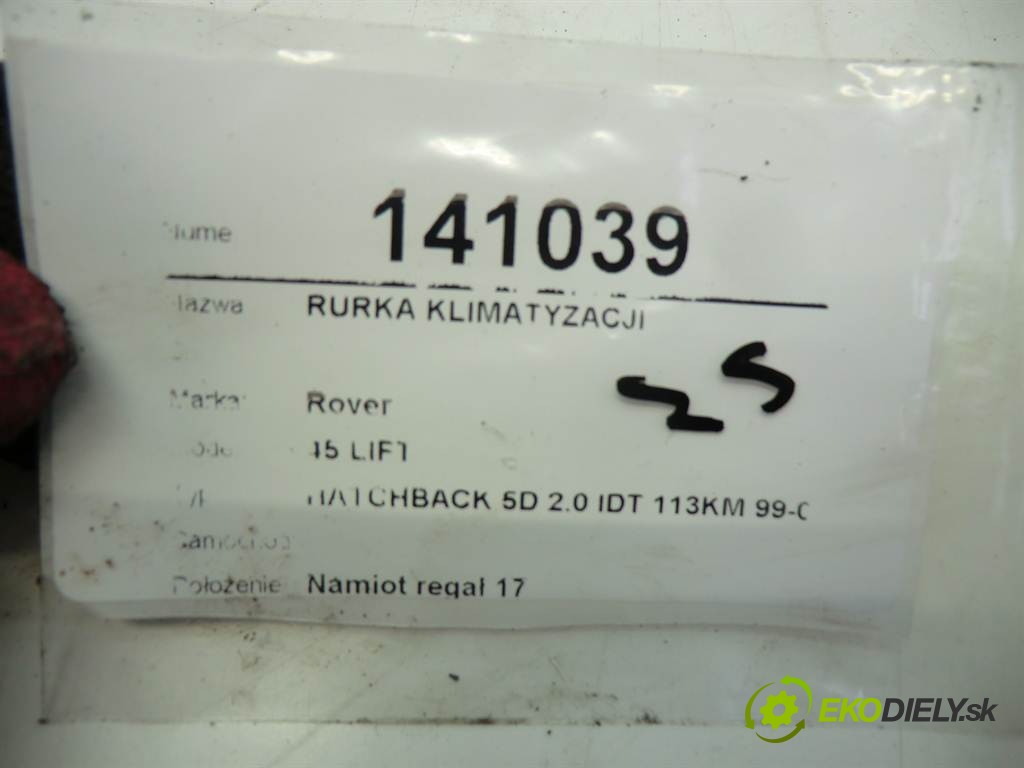 141039
RURKA KLIMATYZACJI
25
Rover
45 LIFT
HATCHBACK 5D 2.0 IDT 113KM 99-0
Położenie Namiot regał 17
EKODIELY.sk